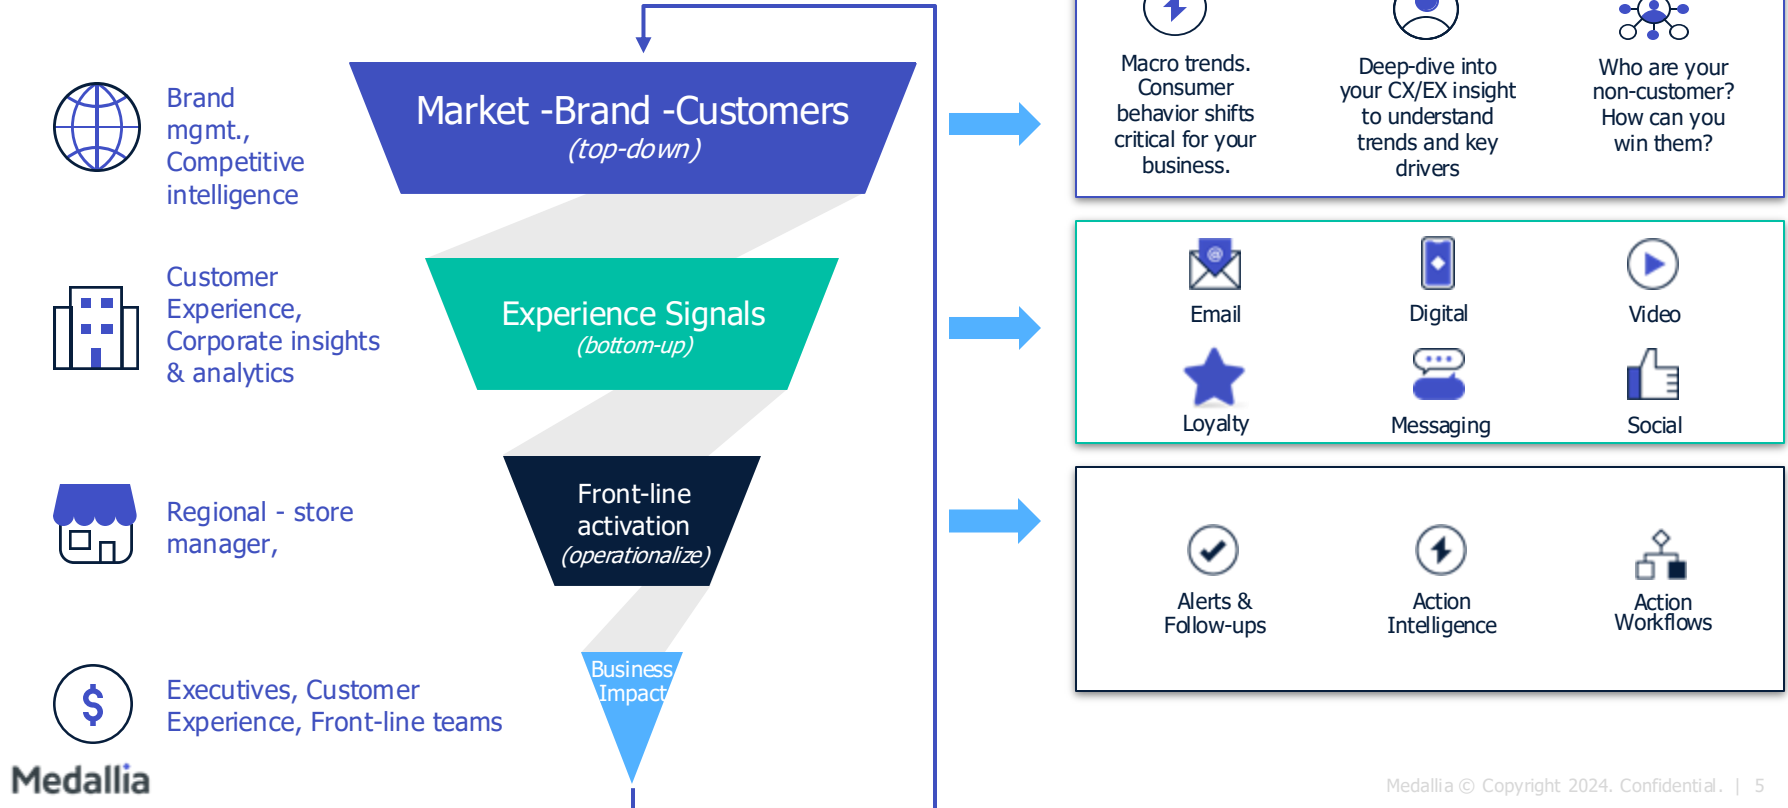 Brand
mgmt.,
Competitive
intelligence
Market -Brand -Customers
(top-down)
Macro trends.
Consumer
behavior shifts
critical for your
business.
Deep-dive into
your CX/EX insight
to understand
trends and key
drivers
Who are your
non-customer?
How can you
win them?
Customer
Experience,
Corporate insights
& analytics
Experience Signals
(bottom-up)
@
Email
Digital
Video
Loyalty
Messaging
Social
Regional - store
manager,
Front-line
activation
(operationalize)
Alerts &
Follow-ups
Action
Intelligence
Action
Workflows
$
Executives, Customer
Experience, Front-line teams
Business
Impact
Medallia
Medallia © Copyright 2024. Confidential. | 5